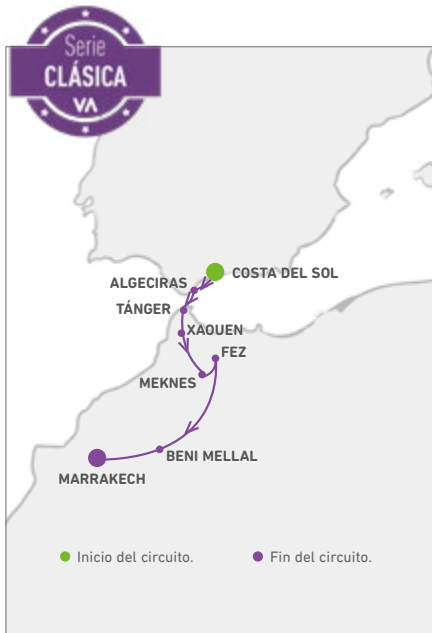 Serie
CLÁSICA
VA
COSTA DEL SOL
ALGECIRAS
TÁNGER
XAOUEN
FEZ
MEKNES
BENI MELLAL
MARRAKECH
Inicio del circuito.
Fin del circuito.